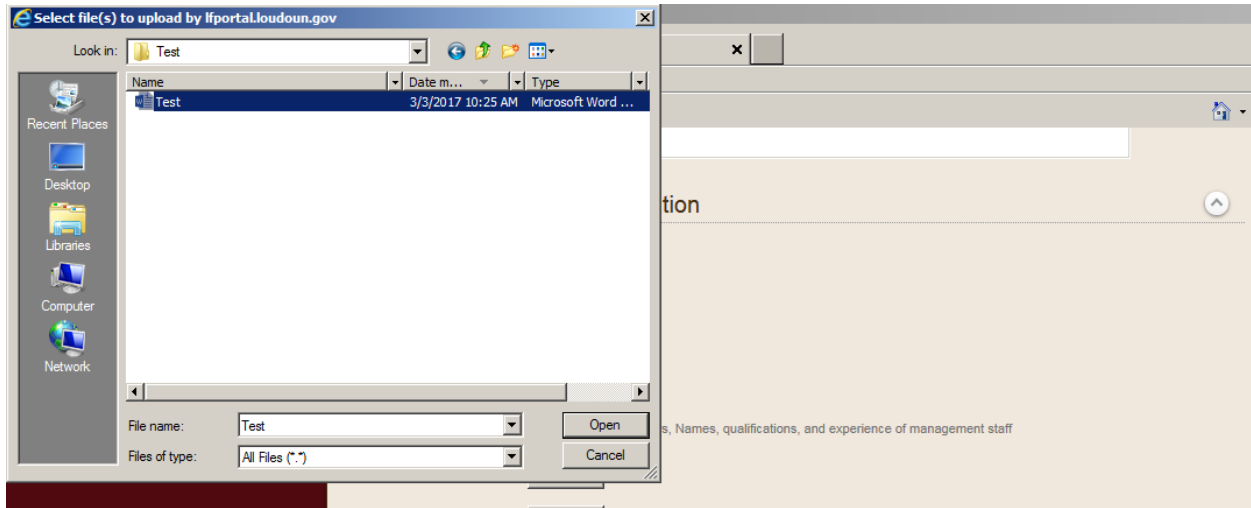 Select file(s) to upload by lfportal.loudoun.gov
Look in: Test
Name Date m... Type
Test 3/3/2017 10:25 AM Microsoft Word ...
Recent Places
Desktop
Libraries
Computer
Network
File name: Test Open
Files of type: All Files (*.*) Cancel
tion
s, Names, qualifications, and experience of management staff